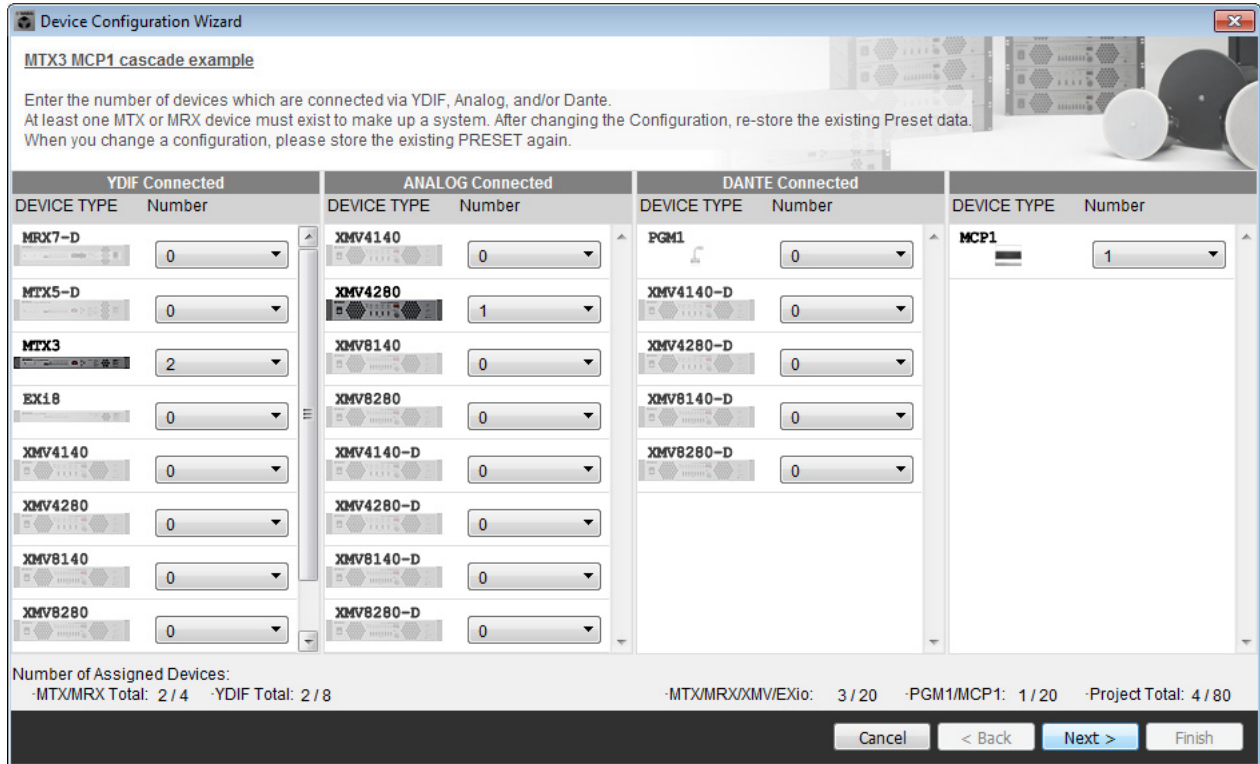 Device Configuration Wizard
MTX3 MCP1 cascade example
Enter the number of devices which are connected via YDIF, Analog, and/or Dante.
At least one MTX or MRX device must exist to make up a system. After changing the Configuration, re-store the existing Preset data.
When you change a configuration, please store the existing PRESET again.
YDIF Connected
DEVICE TYPE Number
MRX7-D 0
MTX5-D 0
MTX3 2
EXi8 0
XMV4140 0
XMV4280 0
XMV8140 0
XMV8280 0
ANALOG Connected
DEVICE TYPE Number
XMV4140 0
XMV4280 1
XMV8140 0
XMV8280 0
XMV4140-D 0
XMV4280-D 0
XMV8140-D 0
XMV8280-D 0
DANTE Connected
DEVICE TYPE Number
PGM1 0
XMV4140-D 0
XMV4280-D 0
XMV8140-D 0
XMV8280-D 0
DEVICE TYPE Number
MCP1 1
Number of Assigned Devices:
-MTX/MRX Total: 2 / 4 -YDIF Total: 2 / 8 -MTX/MRX/XMV/EXio: 3 / 20 -PGM1/MCP1: 1 / 20 -Project Total: 4 / 80
Cancel < Back Next > Finish